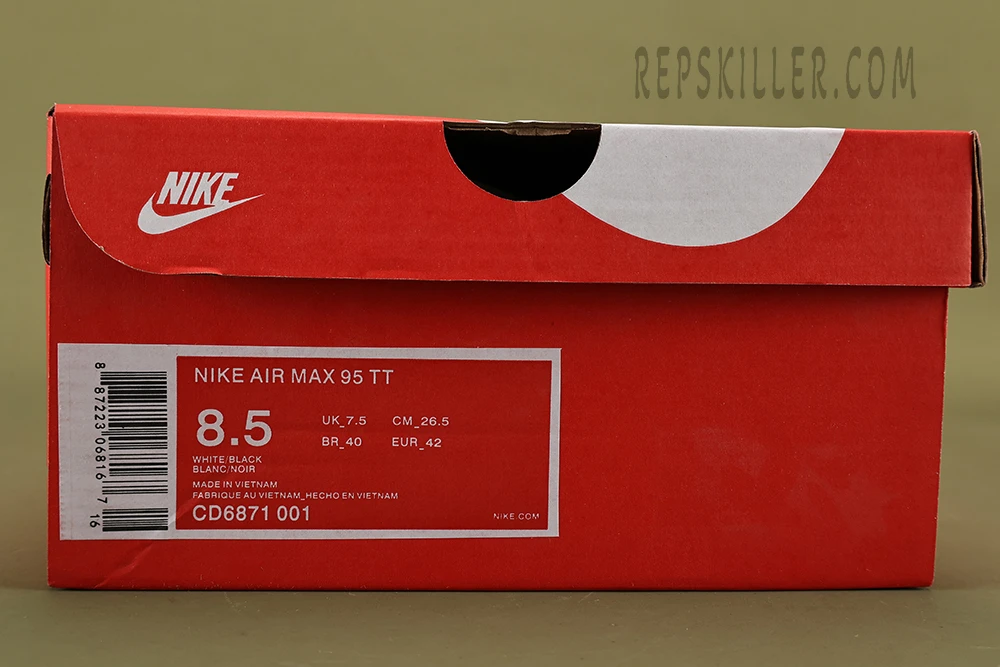 REPSKILLER.COM
NIKE
NIKE AIR MAX 95 TT
8.5
UK_7.5 CM_26.5
BR_40 EUR_42
WHITE/BLACK
BLANC/NOIR
MADE IN VIETNAM
FABRIQUE AU VIETNAM_HECHO EN VIETNAM
CD6871 001
NIKE.COM
8 87223 06816 7 16